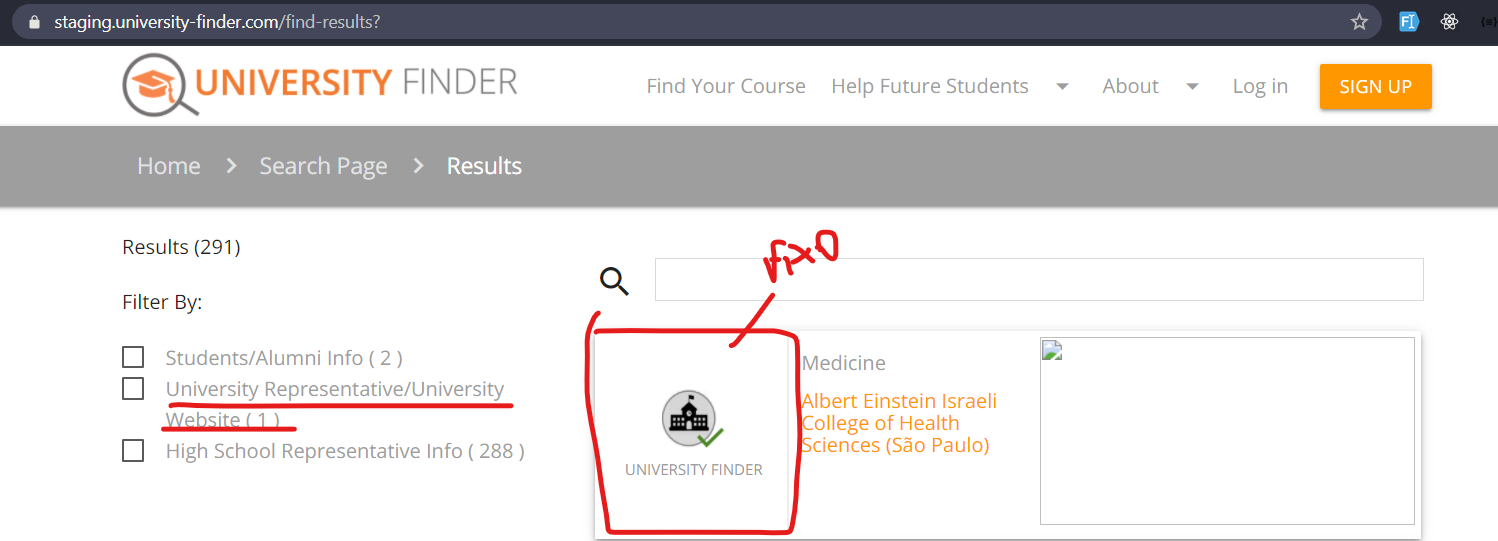 staging.university-finder.com/find-results?
UNIVERSITY FINDER
Find Your Course Help Future Students About Log in SIGN UP
Home > Search Page > Results
Results (291)
Filter By:
Students/Alumni Info ( 2 )
University Representative/University
Website ( 1 )
High School Representative Info ( 288 )
FIXO
UNIVERSITY FINDER
Medicine
Albert Einstein Israeli
College of Health
Sciences (São Paulo)